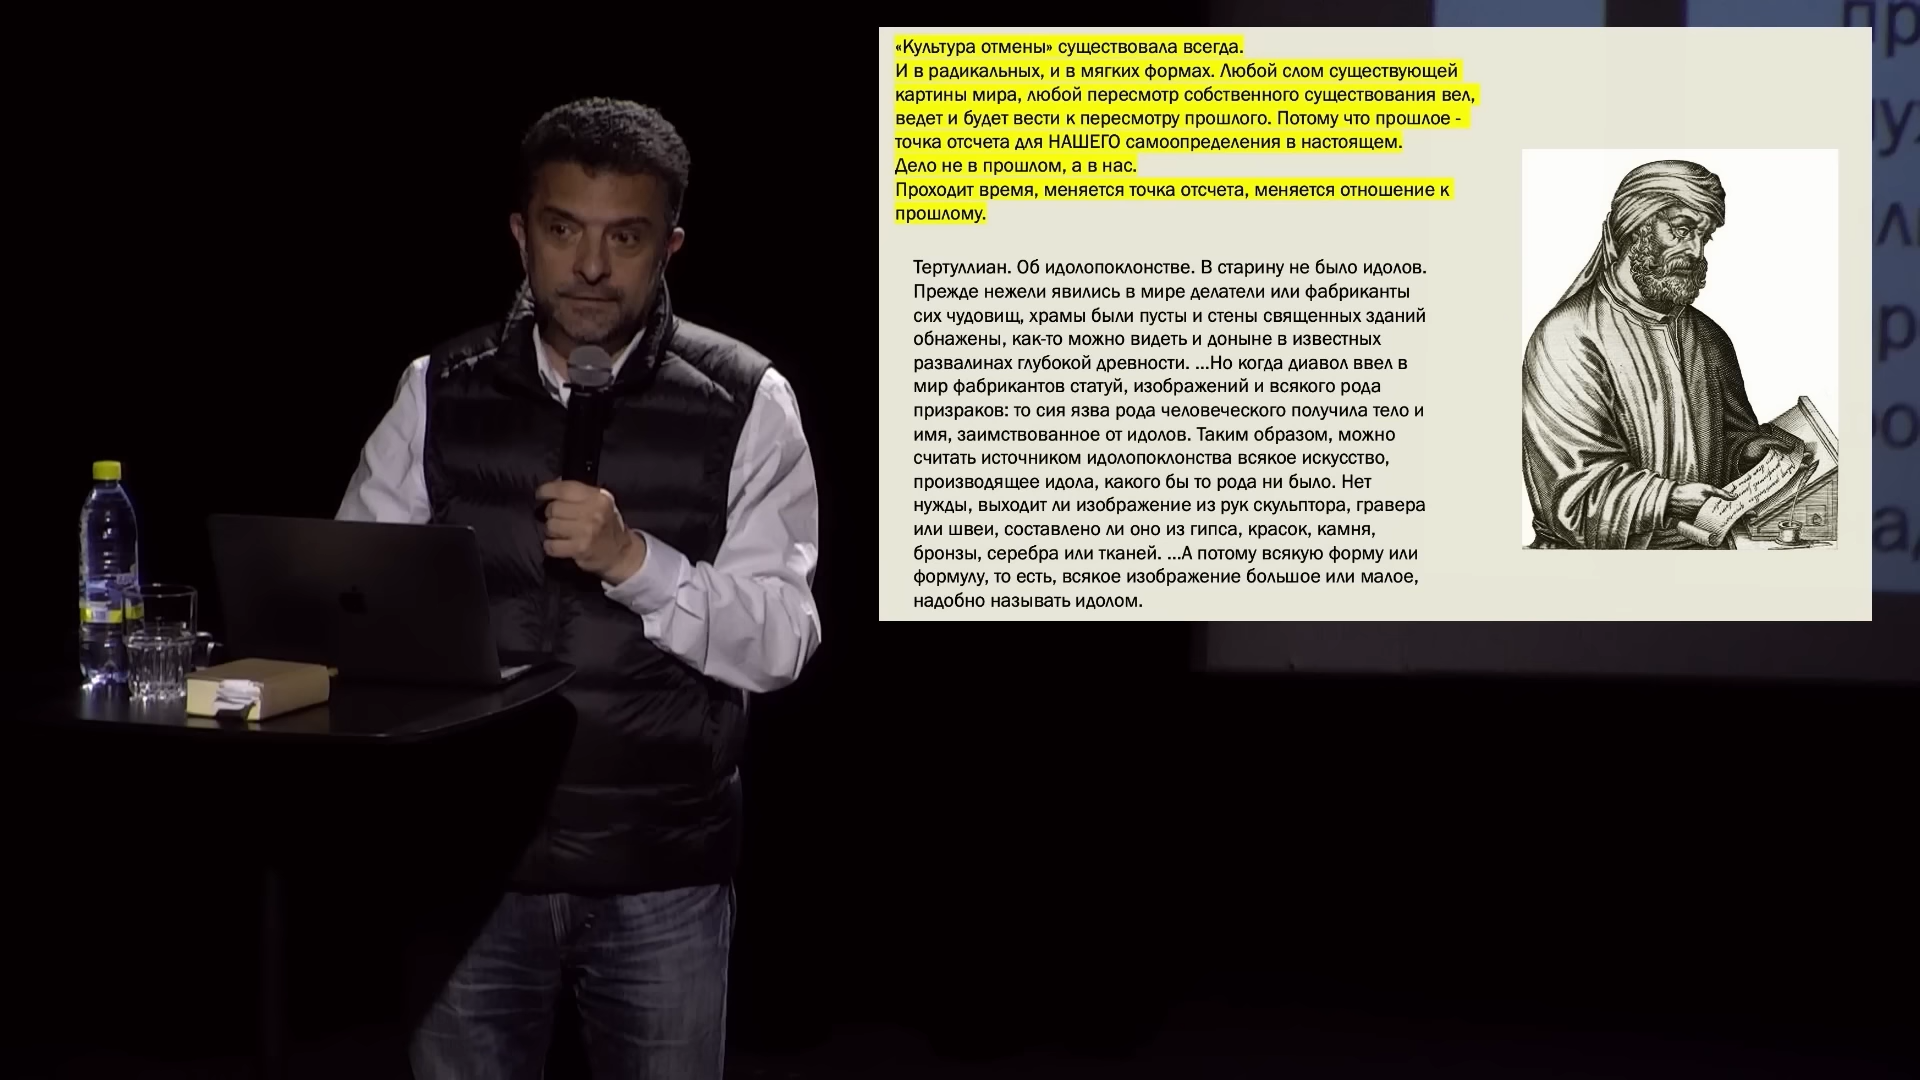 «Культура отмены» существовала всегда.
И в радикальных, и в мягких формах. Любой слом существующей
картины мира, любой пересмотр собственного существования вел,
ведет и будет вести к пересмотру прошлого. Потому что прошлое -
точка отсчета для НАШЕГО самоопределения в настоящем.
Дело не в прошлом, а в нас.
Проходит время, меняется точка отсчета, меняется отношение к
прошлому.
Тертуллиан. Об идолопоклонстве. В старину не было идолов.
Прежде нежели явились в мире делатели или фабриканты
сих чудовищ, храмы были пусты и стены священных зданий
обнажены, как-то можно видеть и доныне в известных
развалинах глубокой древности. ...Но когда диавол ввел в
мир фабрикантов статуй, изображений и всякого рода
призраков: то сия язва рода человеческого получила тело и
имя, заимствованное от идолов. Таким образом, можно
считать источником идолопоклонства всякое искусство,
производящее идола, какого бы то рода ни было. Нет
нужды, выходит ли изображение из рук скульптора, гравера
или швеи, составлено ли оно из гипса, красок, камня,
бронзы, серебра или тканей. ...А потому всякую форму или
формулу, то есть, всякое изображение большое или малое,
надобно называть идолом.